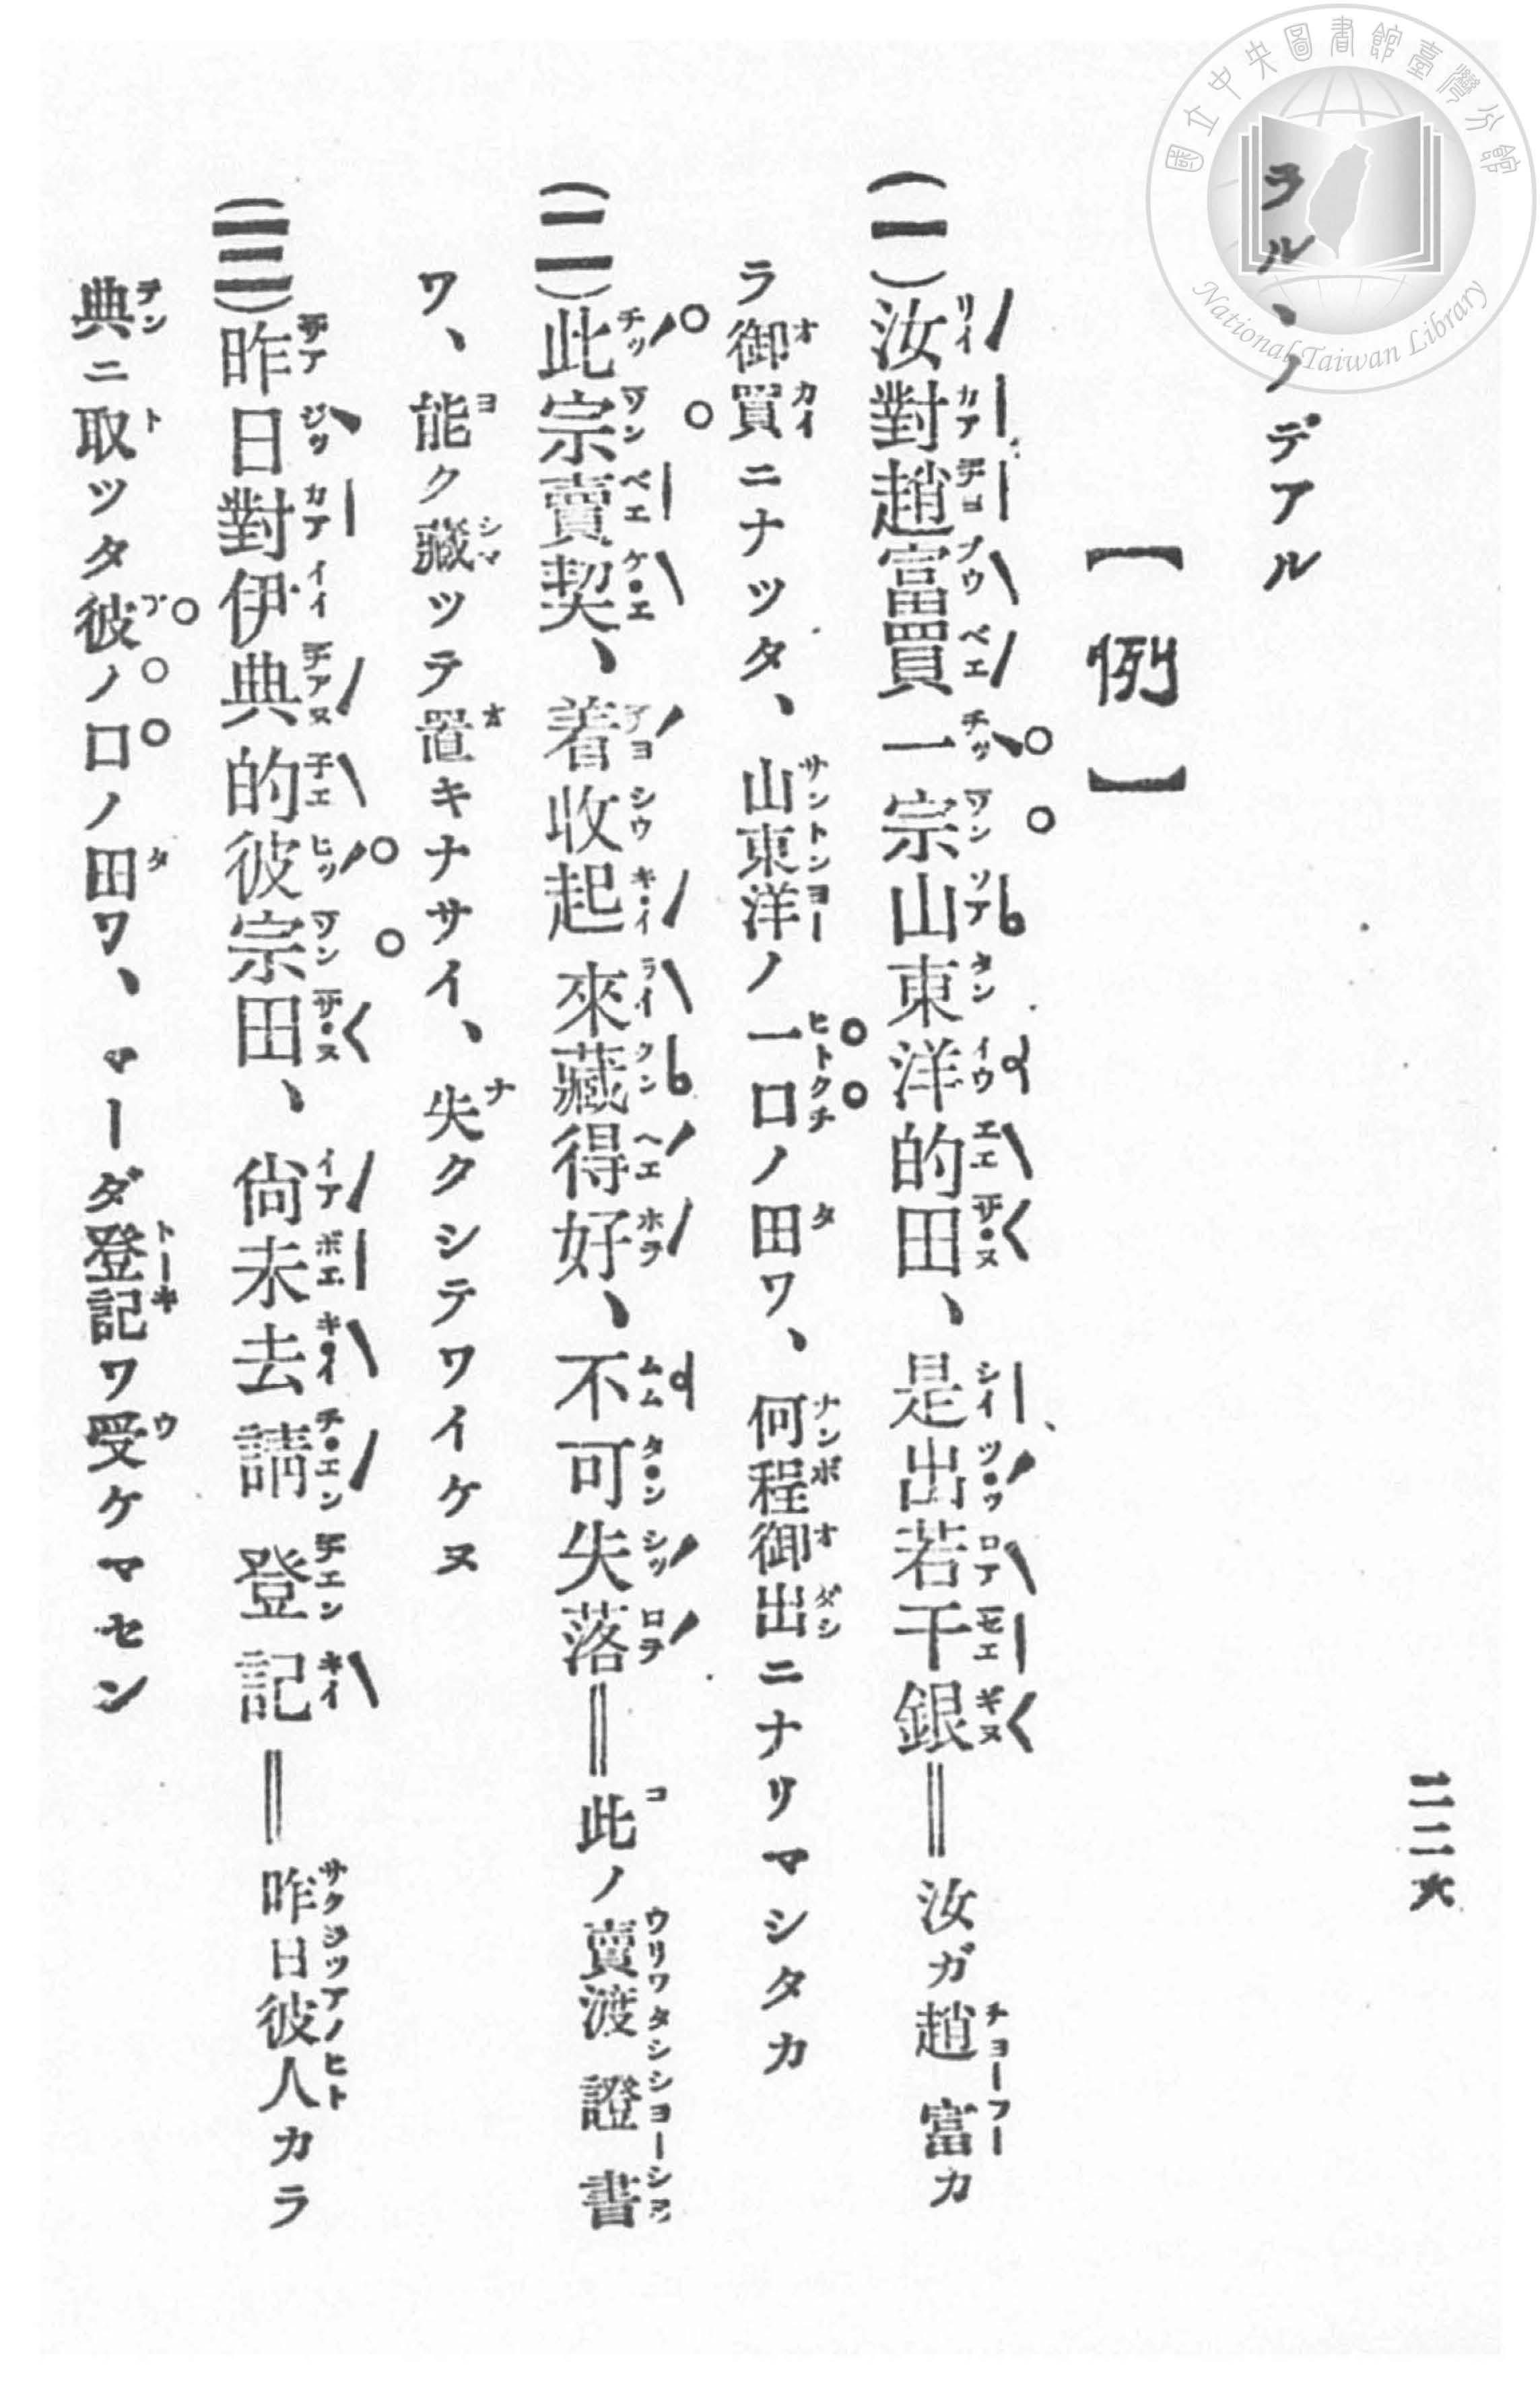 國立中央圖書館臺灣分館
National Taiwan Library
二二六
ラル、ノデアル
【例】
(一)汝對趙富買一宗山東洋的田、是出若干銀‖汝ガ趙富カ
ラ御買ニナツタ、山東洋ノ一口ノ田ワ、何程御出ニナリマシタカ
(二)此宗賣契、着收起來藏得好、不可失落‖此ノ賣渡證書
ワ、能ク藏ツテ置キナサイ、失クシテワイケヌ
(三)昨日對伊典的彼宗田、尙未去請登記‖昨日彼人カラ
典ニ取ツタ彼ノ口ノ田ワ、マーダ登記ワ受ケマセン